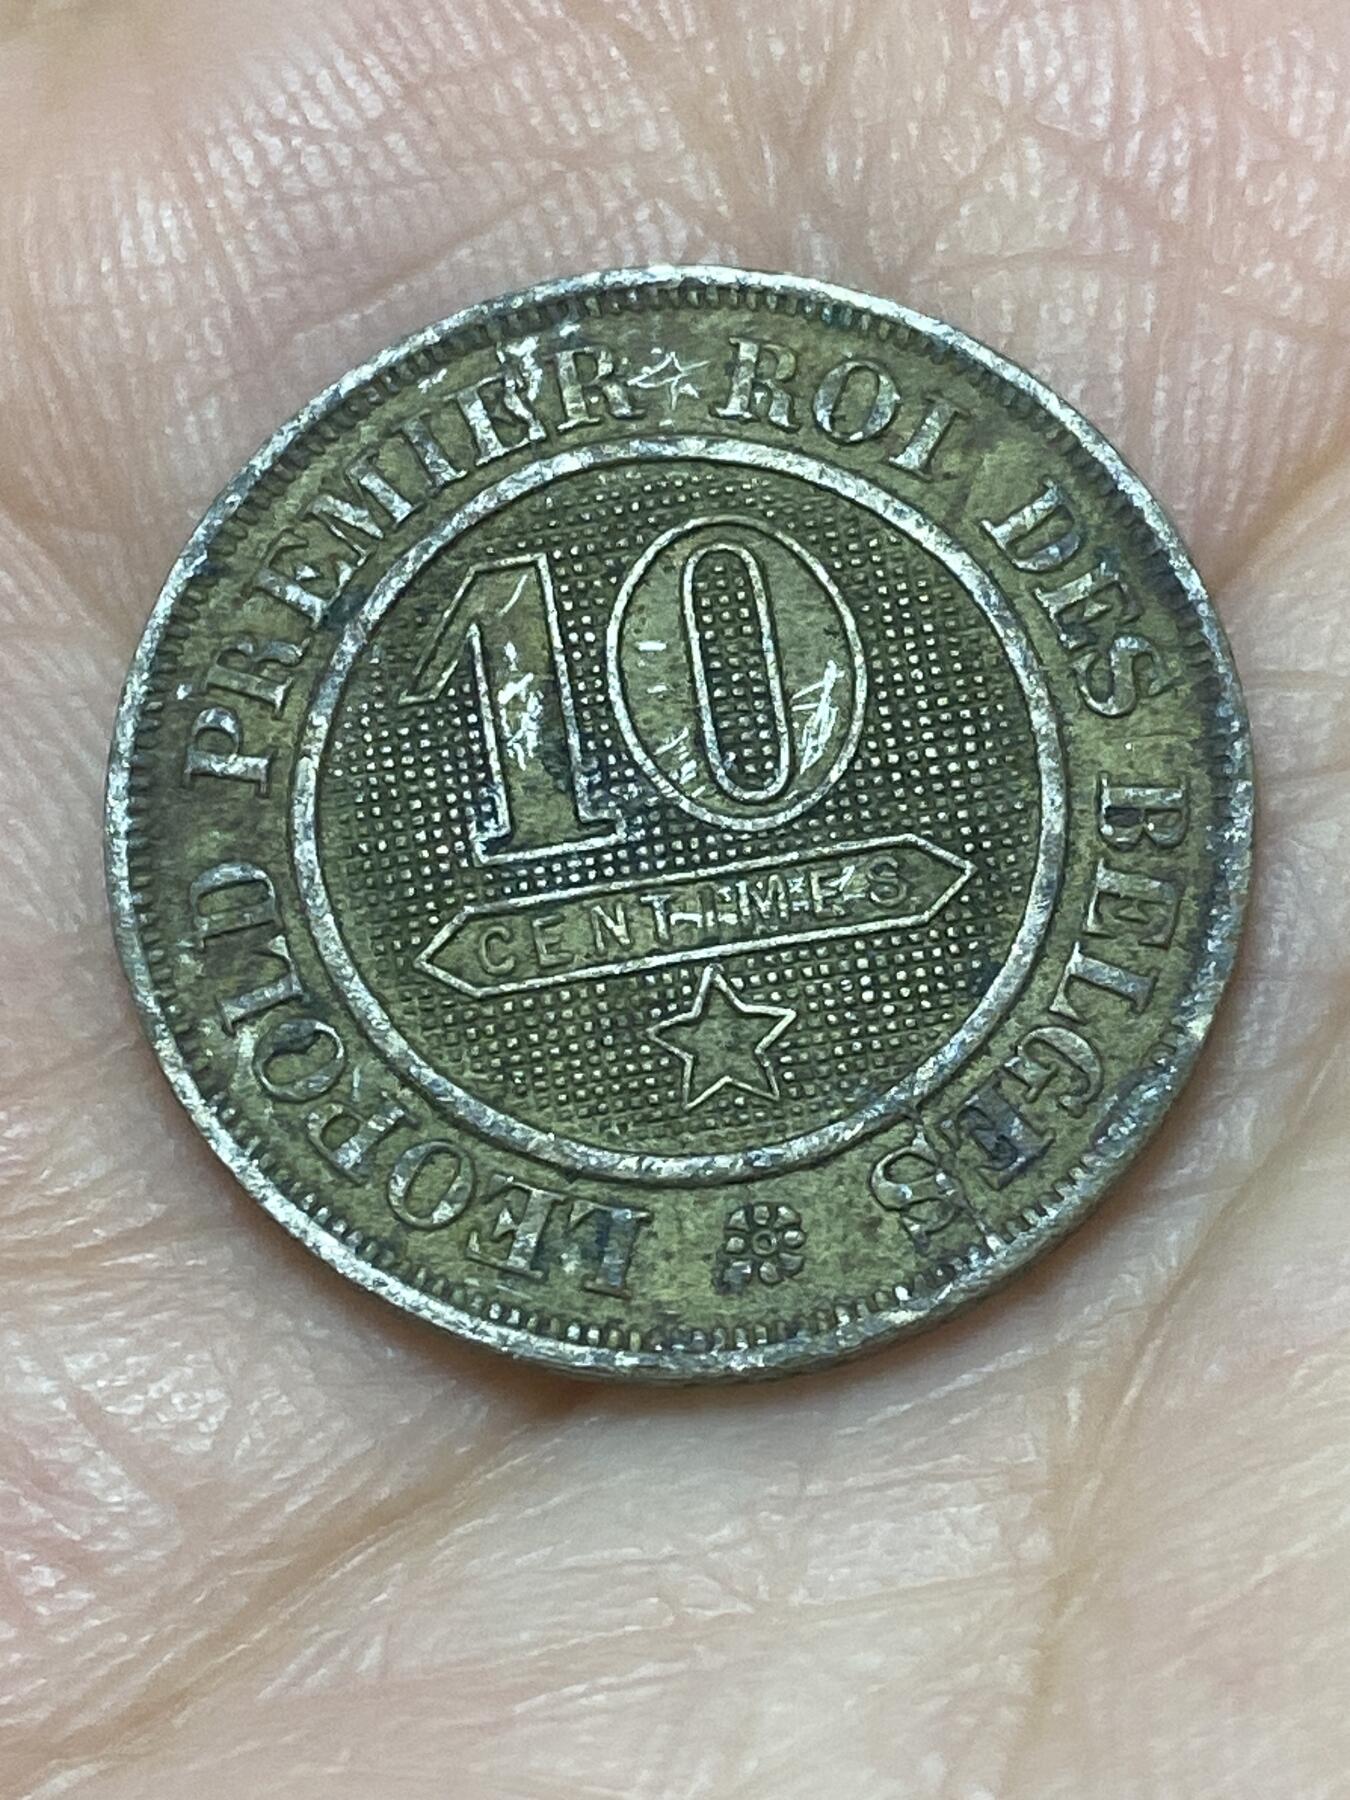 LEOPOLD PREMIER ROI DES BELGES
10
CENTIMES